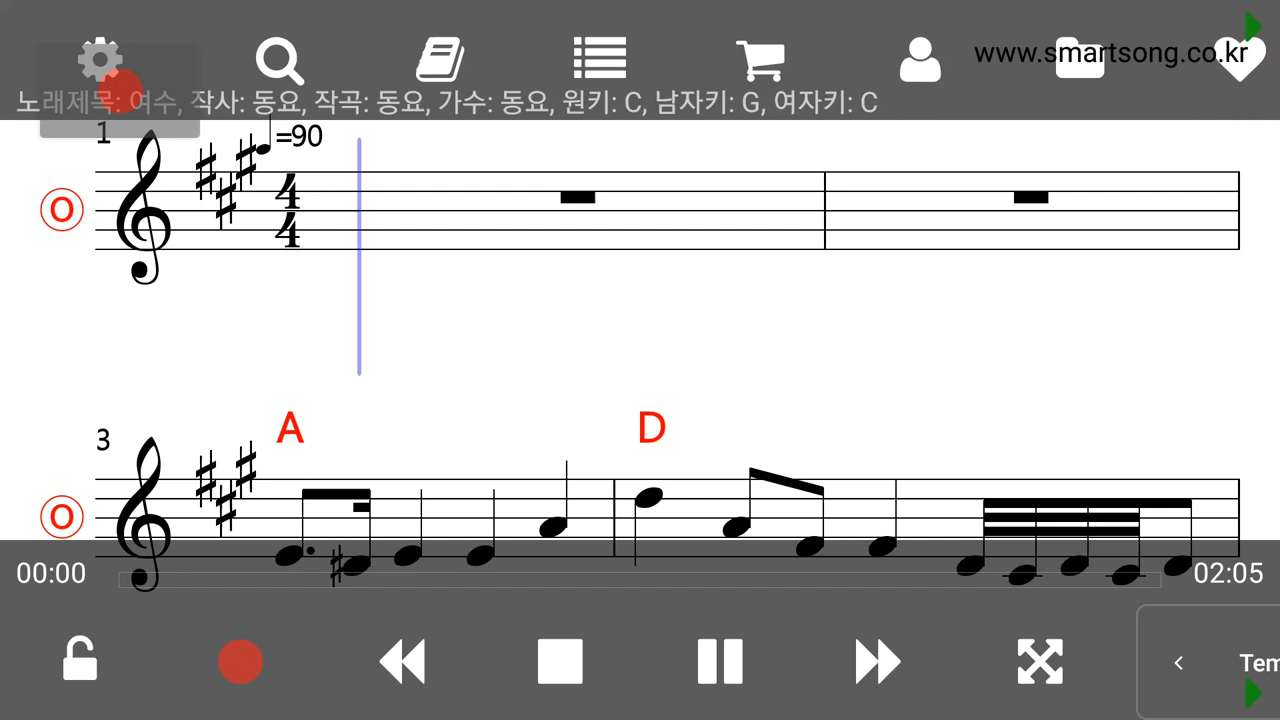 www.smartsong.co.kr
노래제목: 여수, 작사: 동요, 작곡: 동요, 가수: 동요, 원키: C, 남자키: G, 여자키: C
1
=90
4
4
O
A D
3
O
00:00 02:05
Tem